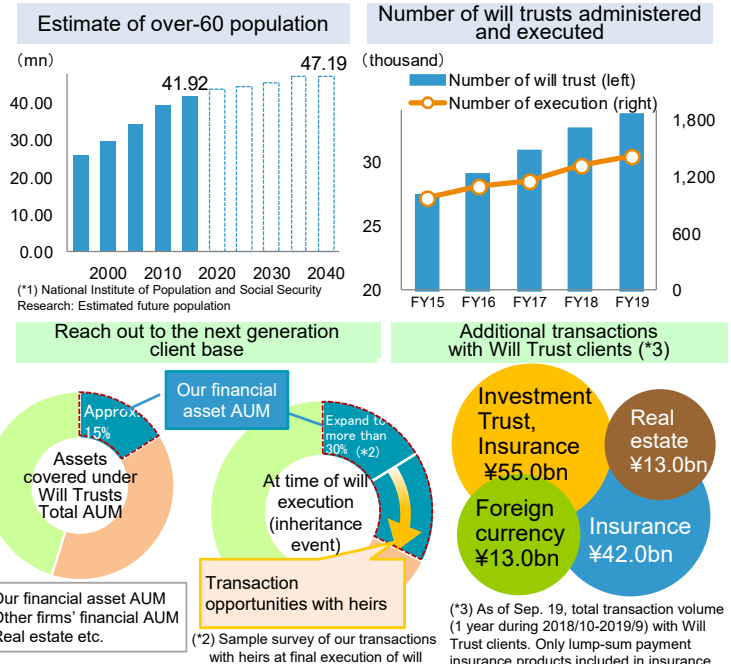 Estimate of over-60 population
(mn)
41.92
47.19
40.00
30.00
20.00
10.00
0.00
2000 2010 2020 2030 2040
(*1) National Institute of Population and Social Security
Research: Estimated future population
Number of will trusts administered
and executed
(thousand)
Number of will trust (left)
Number of execution (right)
30
25
20
1,800
1,200
600
0
FY15 FY16 FY17 FY18 FY19
Reach out to the next generation
client base
Our financial
asset AUM
Approx.
15%
Assets
covered under
Will Trusts
Total AUM
Expand to
more than
30% (*2)
At time of will
execution
(inheritance
event)
Transaction
opportunities with heirs
Our financial asset AUM
Other firms' financial AUM
Real estate etc.
(*2) Sample survey of our transactions
with heirs at final execution of will
Additional transactions
with Will Trust clients (*3)
Investment
Trust,
Insurance
¥55.0bn
Real
estate
¥13.0bn
Foreign
currency
¥13.0bn
Insurance
¥42.0bn
(*3) As of Sep. 19, total transaction volume
(1 year during 2018/10-2019/9) with Will
Trust clients. Only lump-sum payment
insurance products included in insurance